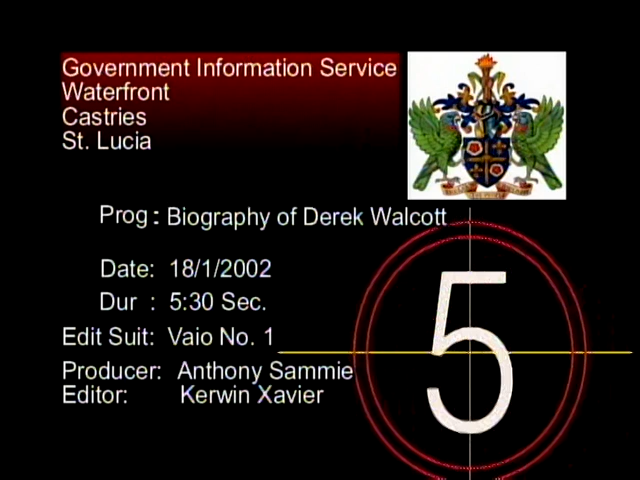 Government Information Service
Waterfront
Castries
St. Lucia
Prog : Biography of Derek Walcott
Date: 18/1/2002
Dur : 5:30 Sec.
Edit Suit: Vaio No. 1
Producer: Anthony Sammie
Editor: Kerwin Xavier
5